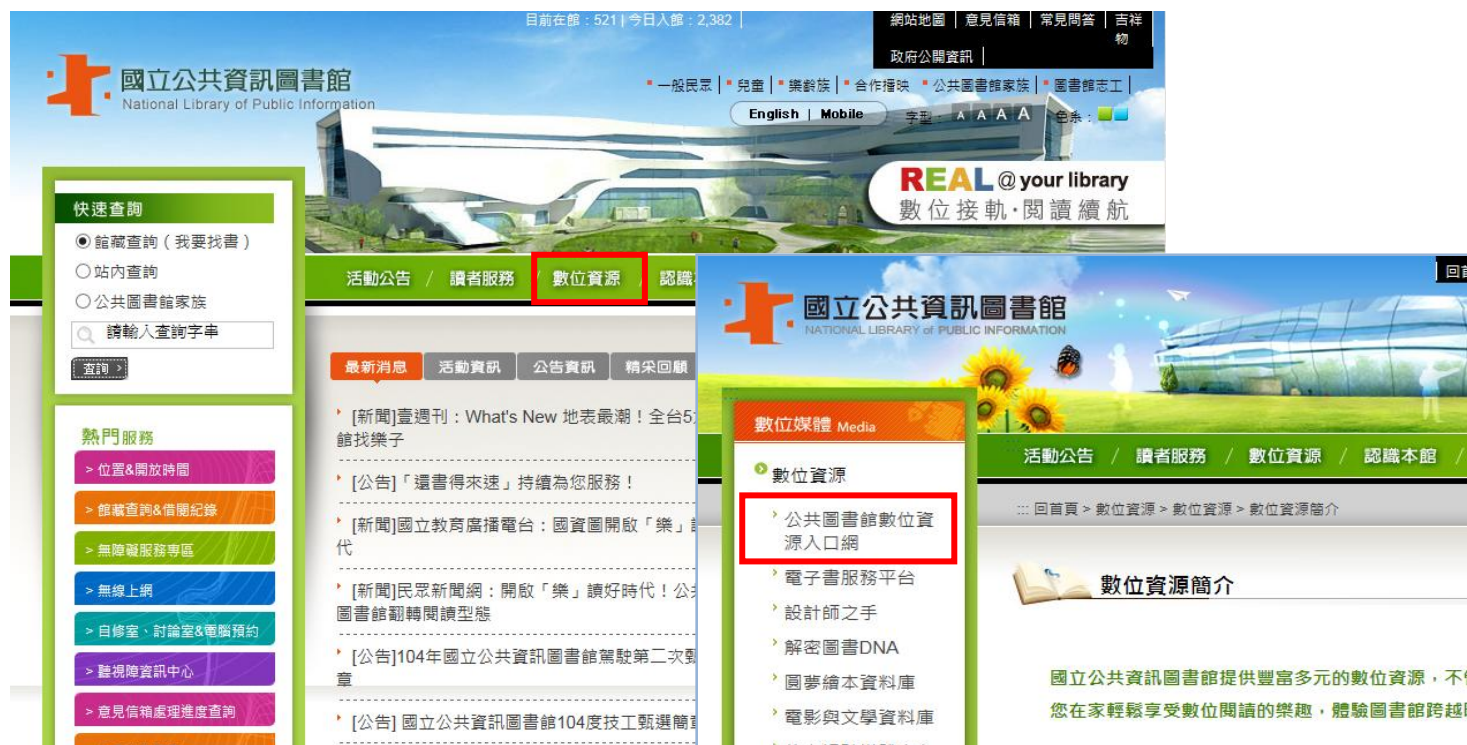 目前在館：521 | 今日入館：2,382 |
網站地圖 | 意見信箱 | 常見問答 | 吉祥物
政府公開資訊 |
國立公共資訊圖書館
National Library of Public Information
一般民眾 | 兒童 | 樂齡族 | 合作播映 公共圖書館家族 | 圖書館志工 |
English | Mobile
字型： A A A A 色系：
REAL @ your library
數位接軌·閱讀續航
快速查詢
館藏查詢（我要找書）
站內查詢
公共圖書館家族
請輸入查詢字串
查詢 >
活動公告 / 讀者服務 / 數位資源 / 認識
最新消息 活動資訊 公告資訊 精采回顧
[新聞]壹週刊：What's New 地表最潮！全台5
館找樂子
[公告]「還書得來速」持續為您服務！
[新聞]國立教育廣播電台：國資圖開啟「樂」
代
[新聞]民眾新聞網：開啟「樂」讀好時代！公
圖書館翻轉閱讀型態
[公告]104年國立公共資訊圖書館駕駛第二次甄
章
[公告] 國立公共資訊圖書館104度技工甄選簡
熱門服務
> 位置&開放時間
> 館藏查詢&借閱紀錄
> 無障礙服務專區
> 無線上網
> 自修室、討論室&電腦預約
> 聽視障資訊中心
> 意見信箱處理進度查詢
回
國立公共資訊圖書館
NATIONAL LIBRARY of PUBLIC INFORMATION
數位媒體 Media
數位資源
公共圖書館數位資
源入口網
電子書服務平台
設計師之手
解密圖書DNA
圓夢繪本資料庫
電影與文學資料庫
活動公告 / 讀者服務 / 數位資源 / 認識本館 /
::: 回首頁 > 數位資源 > 數位資源 > 數位資源簡介
數位資源簡介
國立公共資訊圖書館提供豐富多元的數位資源，不
您在家輕鬆享受數位閱讀的樂趣，體驗圖書館跨越